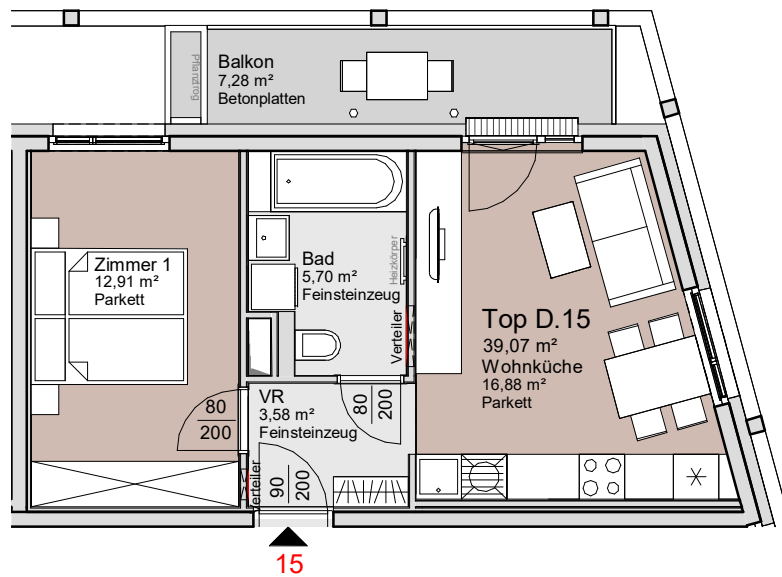 Balkon
7,28 m²
Betonplatten
Pflanztrog
Zimmer 1
12,91 m²
Parkett
Bad
5,70 m²
Feinsteinzeug
Heizkörper
Verteiler
Top D.15
39,07 m²
Wohnküche
16,88 m²
Parkett
VR
3,58 m²
Feinsteinzeug
80
200
80
200
Verteiler
90
200
15